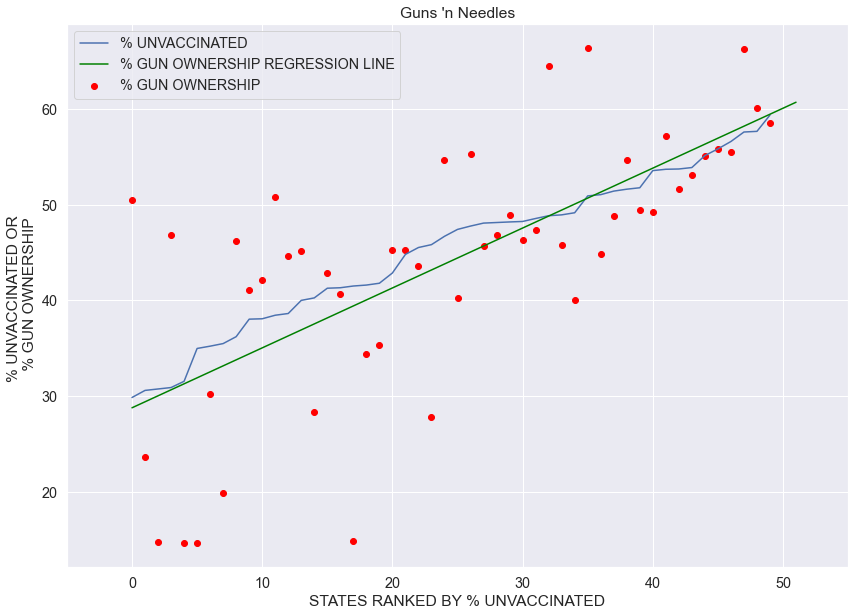 Guns 'n Needles
% UNVACCINATED
% GUN OWNERSHIP REGRESSION LINE
% GUN OWNERSHIP
% UNVACCINATED OR
% GUN OWNERSHIP
60
50
40
30
20
0 10 20 30 40 50
STATES RANKED BY % UNVACCINATED